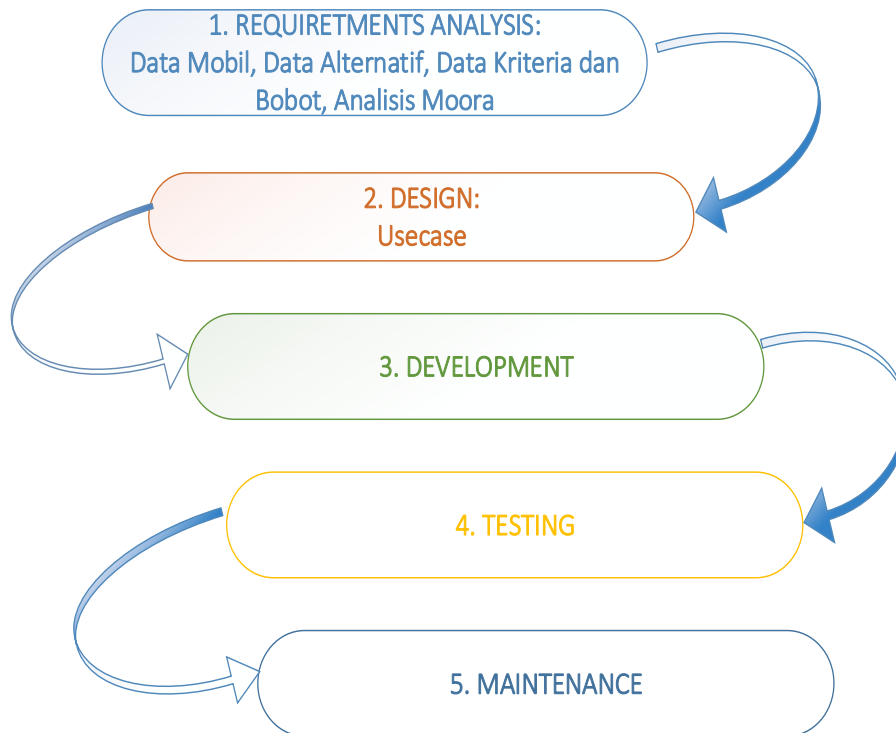 1. REQUIRETMENTS ANALYSIS:
Data Mobil, Data Alternatif, Data Kriteria dan
Bobot, Analisis Moora
2. DESIGN:
Usecase
3. DEVELOPMENT
4. TESTING
5. MAINTENANCE